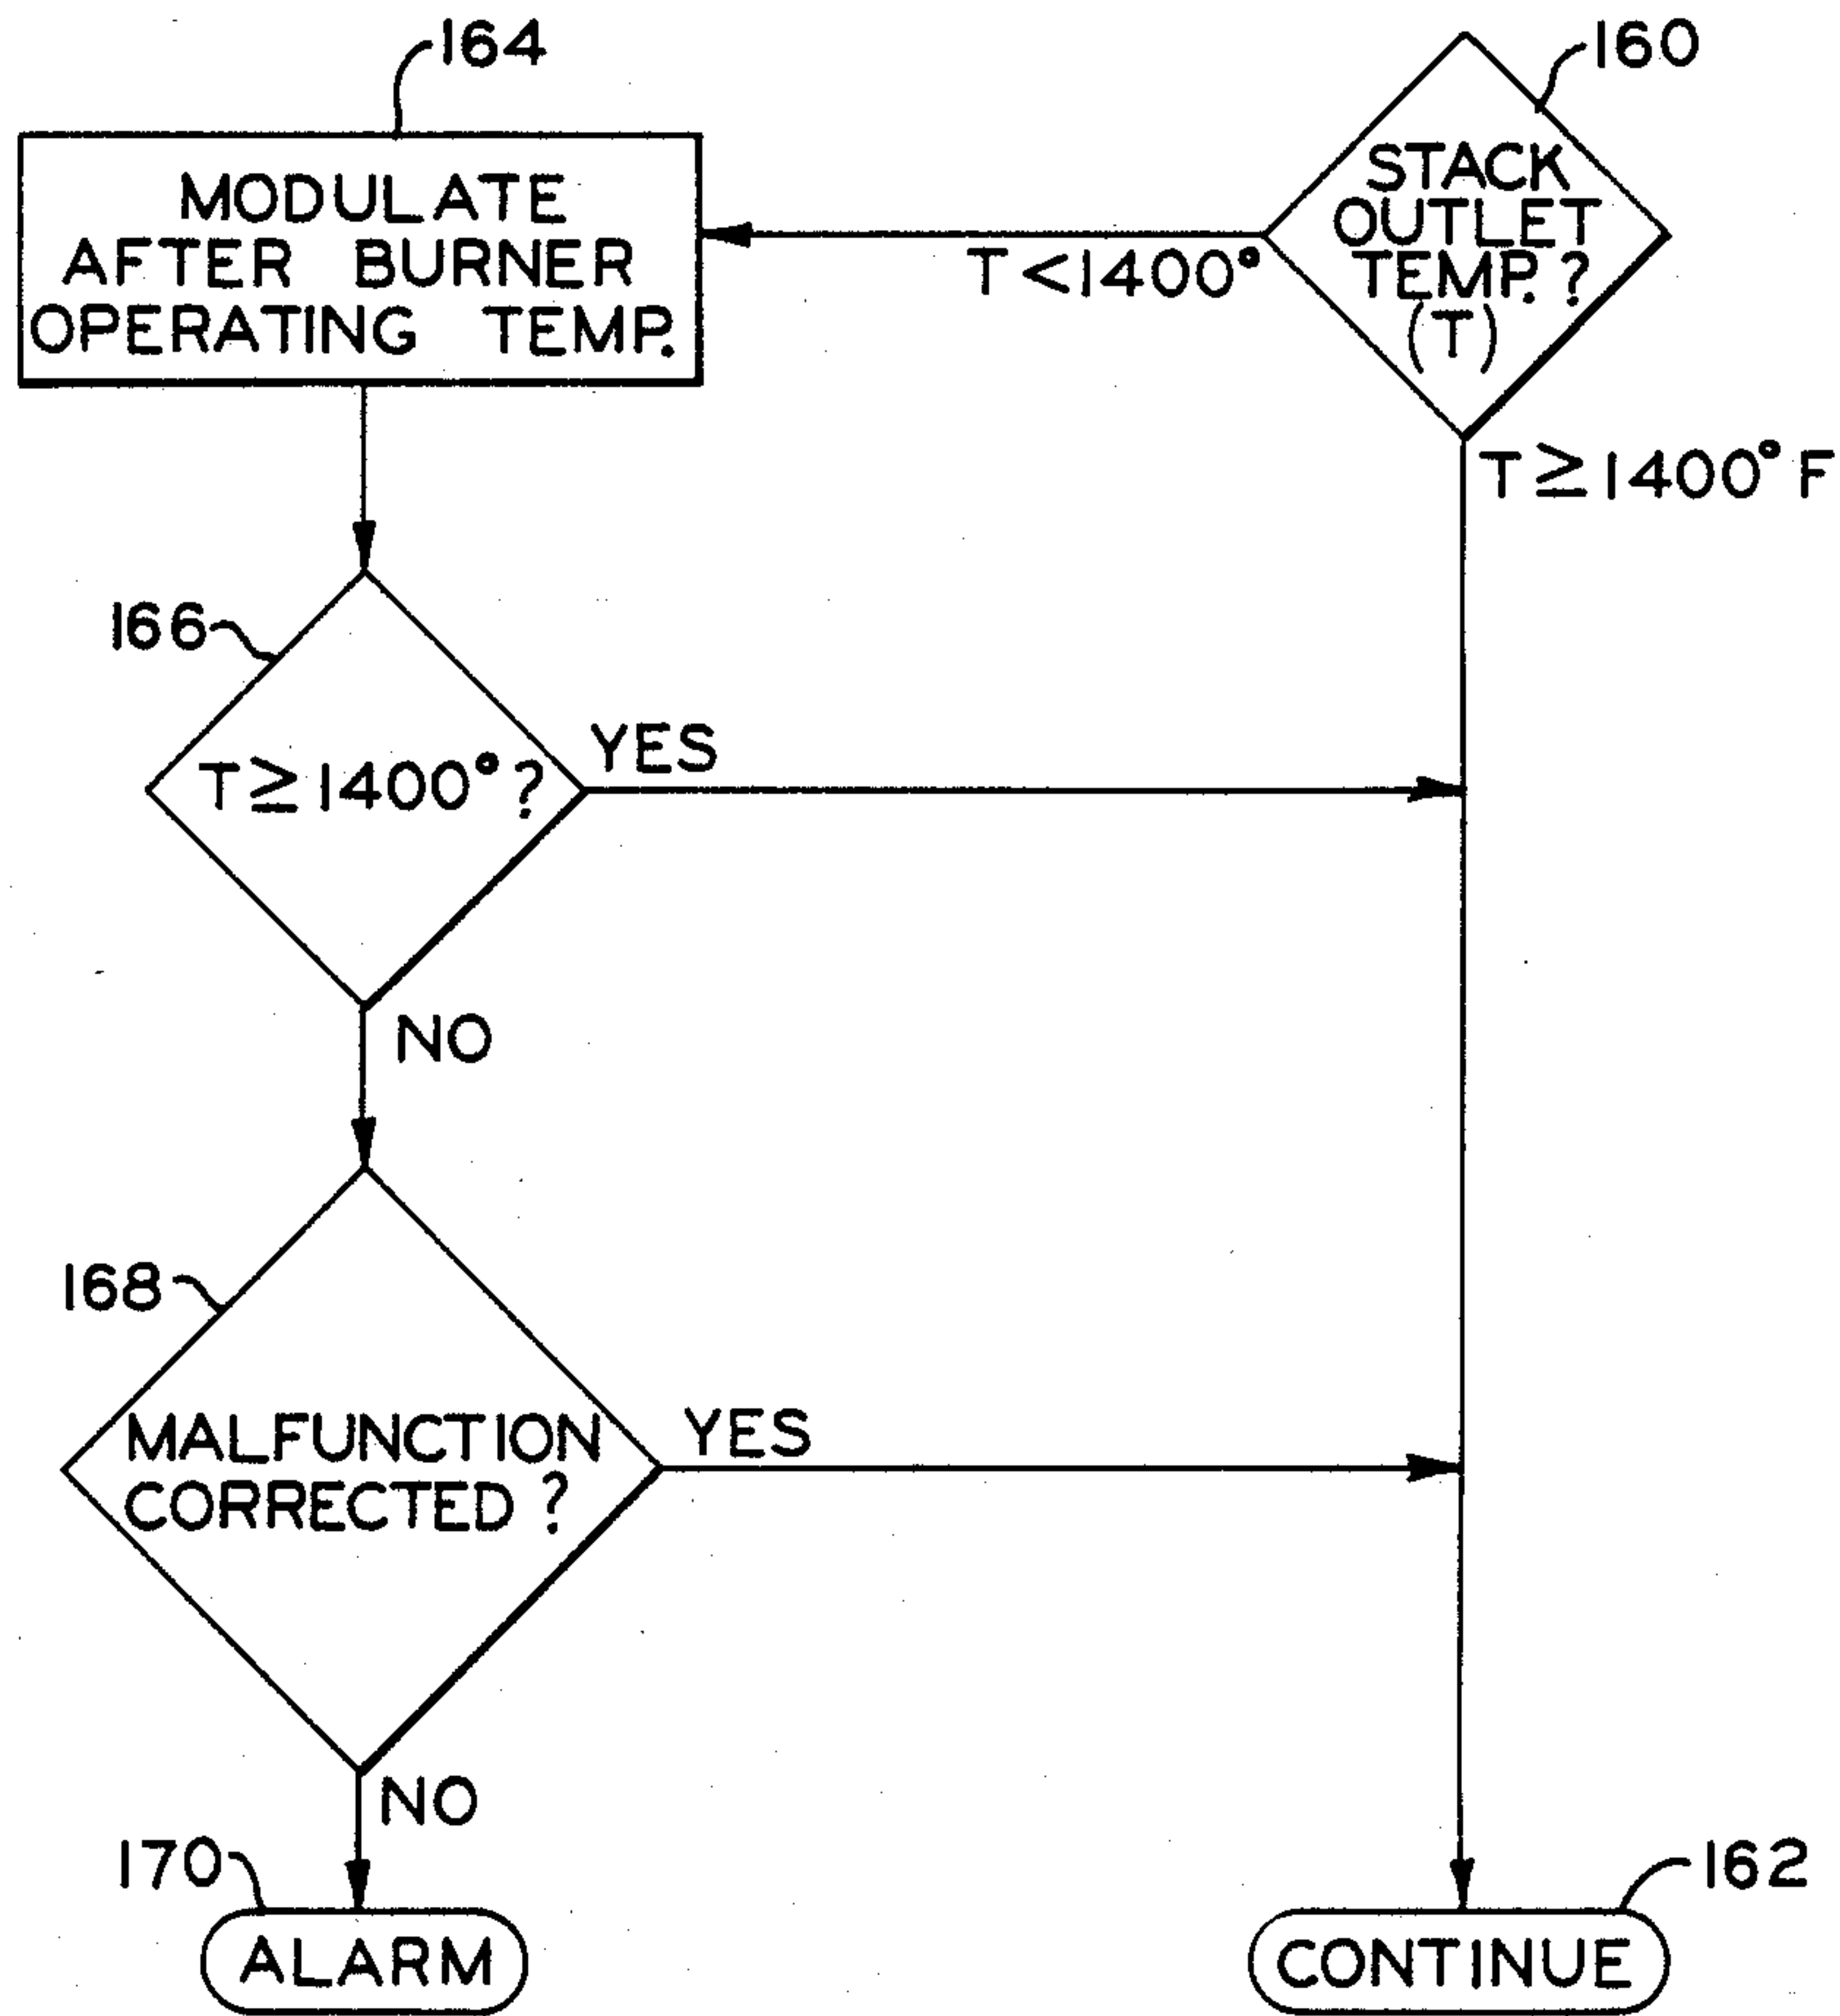 164
160
MODULATE
AFTER BURNER
OPERATING TEMP.
STACK
OUTLET
TEMP. ?
(T)
T < 1400°
T ≧ 1400° F
166
T ≧ 1400° ?
YES
NO
168
MALFUNCTION
CORRECTED ?
YES
NO
170
162
ALARM
CONTINUE